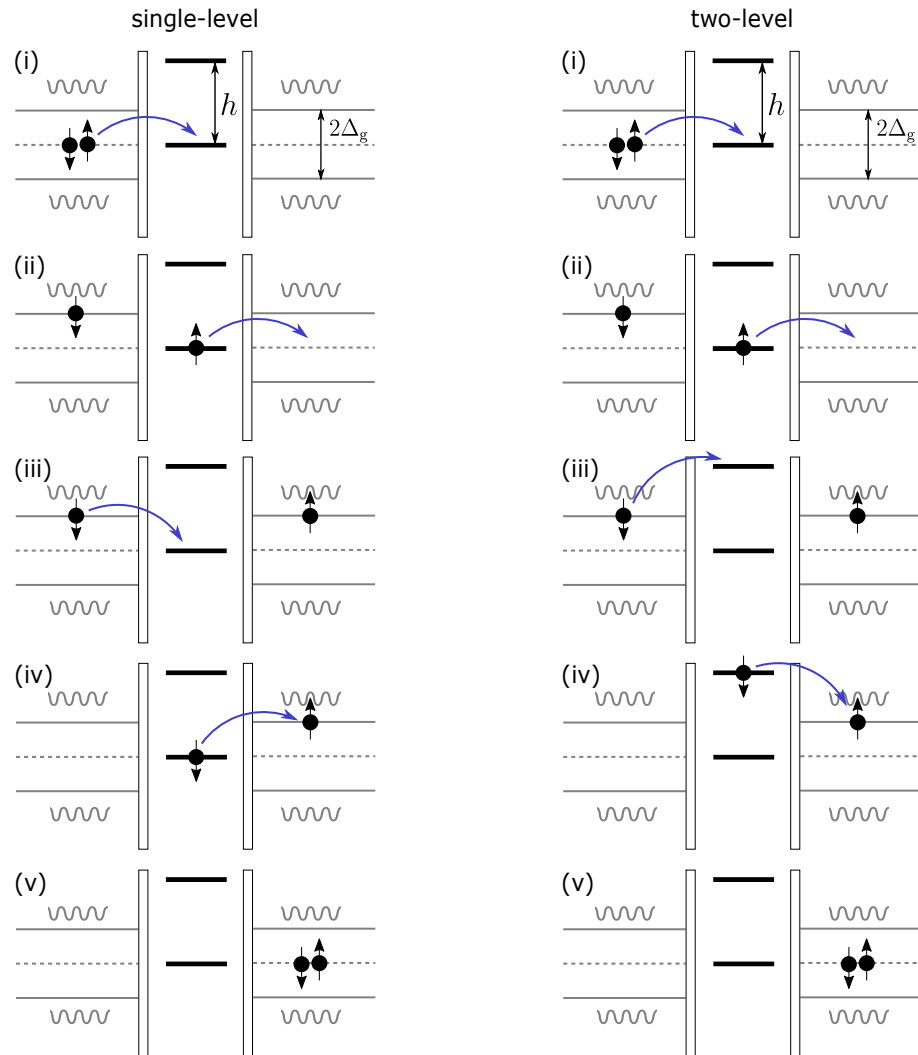 single-level two-level
(i) h 2Δg (i) h 2Δg
(ii) (ii)
(iii) (iii)
(iv) (iv)
(v) (v)